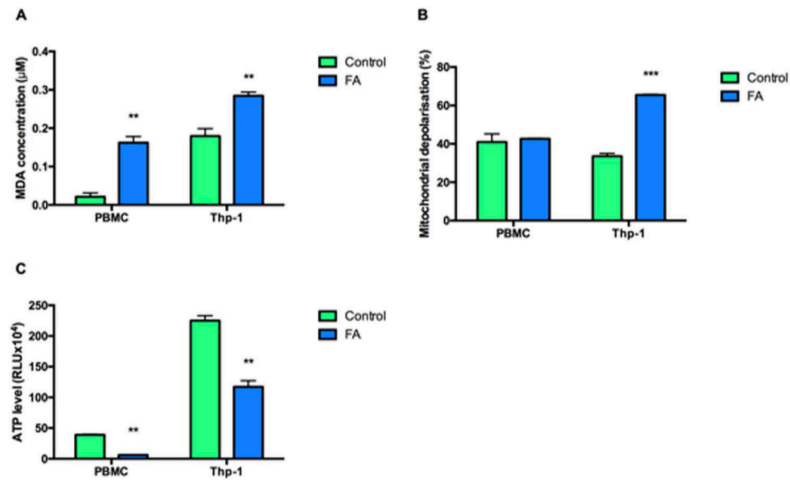 A
MDA concentration (μM)
0.4
0.3
0.2
0.1
0.0
**
**
PBMC
Thp-1
Control
FA
B
Mitochondrial depolarisation (%)
80
60
40
20
0
***
PBMC
Thp-1
Control
FA
C
ATP level (RLUx10⁴)
250
200
150
100
50
0
**
**
PBMC
Thp-1
Control
FA